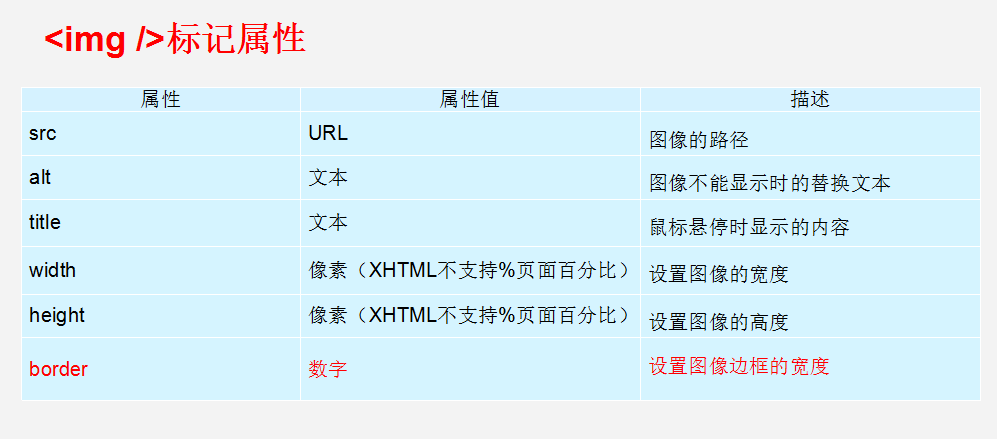 <img />标记属性
属性 属性值 描述
src URL 图像的路径
alt 文本 图像不能显示时的替换文本
title 文本 鼠标悬停时显示的内容
width 像素（XHTML不支持%页面百分比） 设置图像的宽度
height 像素（XHTML不支持%页面百分比） 设置图像的高度
border 数字 设置图像边框的宽度